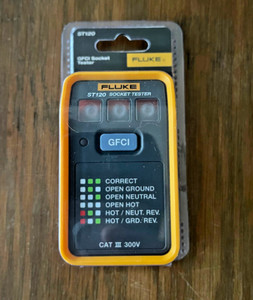 ST120
GFCI Socket
Tester
FLUKE
FLUKE
ST120 SOCKET TESTER
GFCI
CORRECT
OPEN GROUND
OPEN NEUTRAL
OPEN HOT
HOT / NEUT. REV.
HOT / GRD. REV.
CAT III 300V